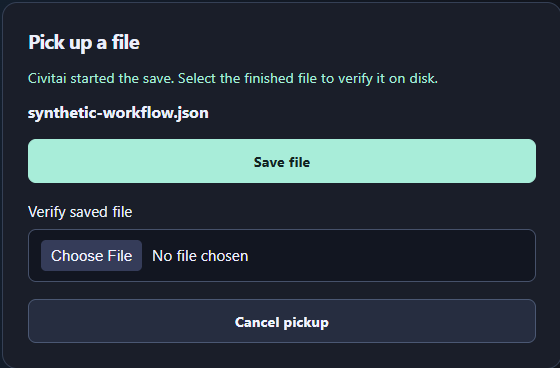 Pick up a file
Civitai started the save. Select the finished file to verify it on disk.
synthetic-workflow.json
Save file
Verify saved file
Choose File No file chosen
Cancel pickup